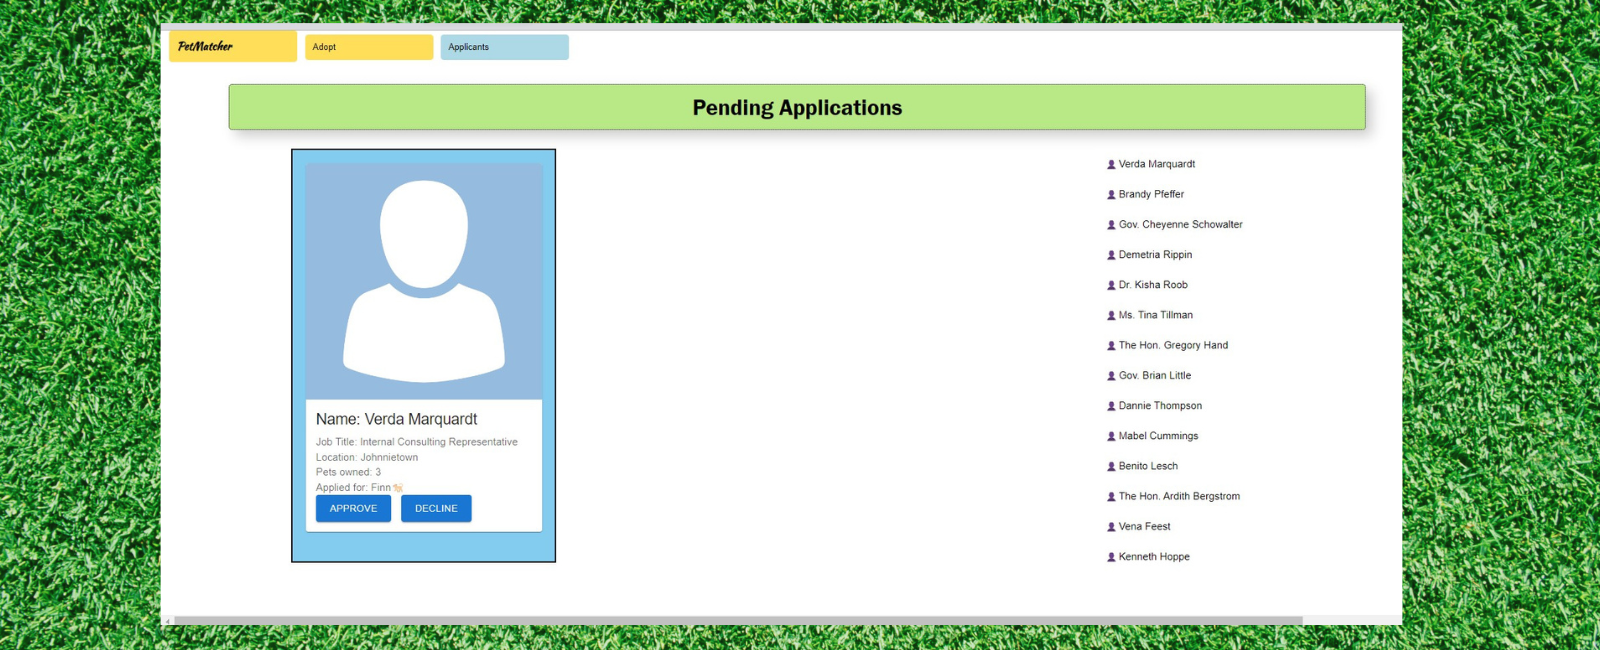 PetMatcher
Adopt
Applicants
Pending Applications
Name: Verda Marquardt
Job Title: Internal Consulting Representative
Location: Johnnietown
Pets owned: 3
Applied for: Finn
APPROVE
DECLINE
Verda Marquardt
Brandy Pfeffer
Gov. Cheyenne Schowalter
Demetria Rippin
Dr. Kisha Roob
Ms. Tina Tillman
The Hon. Gregory Hand
Gov. Brian Little
Dannie Thompson
Mabel Cummings
Benito Lesch
The Hon. Ardith Bergstrom
Vena Feest
Kenneth Hoppe